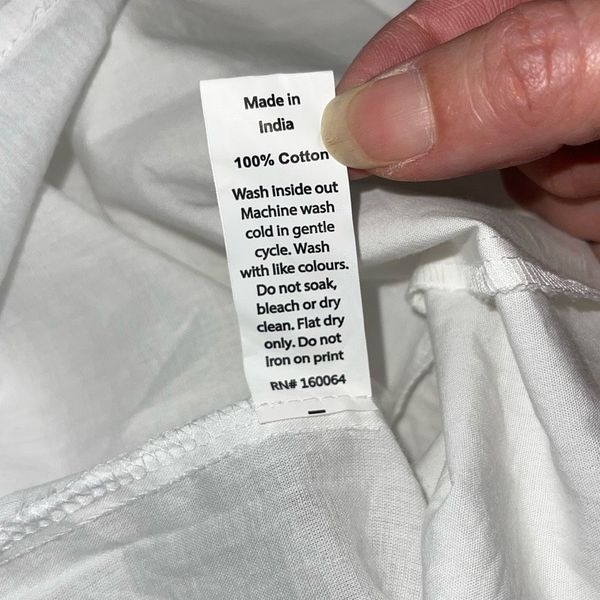 Made in
India
100% Cotton
Wash inside out
Machine wash
cold in gentle
cycle. Wash
with like colours.
Do not soak,
bleach or dry
clean. Flat dry
only. Do not
iron on print
RN# 160064